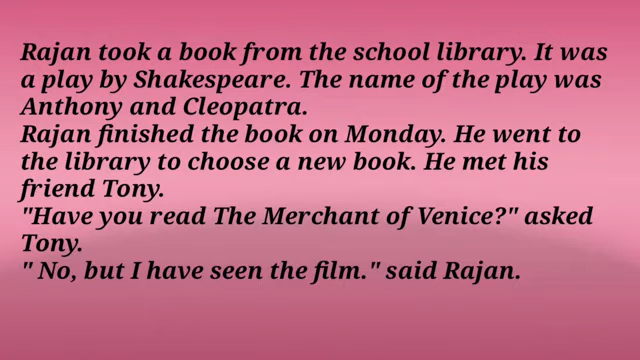 Rajan took a book from the school library. It was
a play by Shakespeare. The name of the play was
Anthony and Cleopatra.
Rajan finished the book on Monday. He went to
the library to choose a new book. He met his
friend Tony.
"Have you read The Merchant of Venice?" asked
Tony.
" No, but I have seen the film." said Rajan.